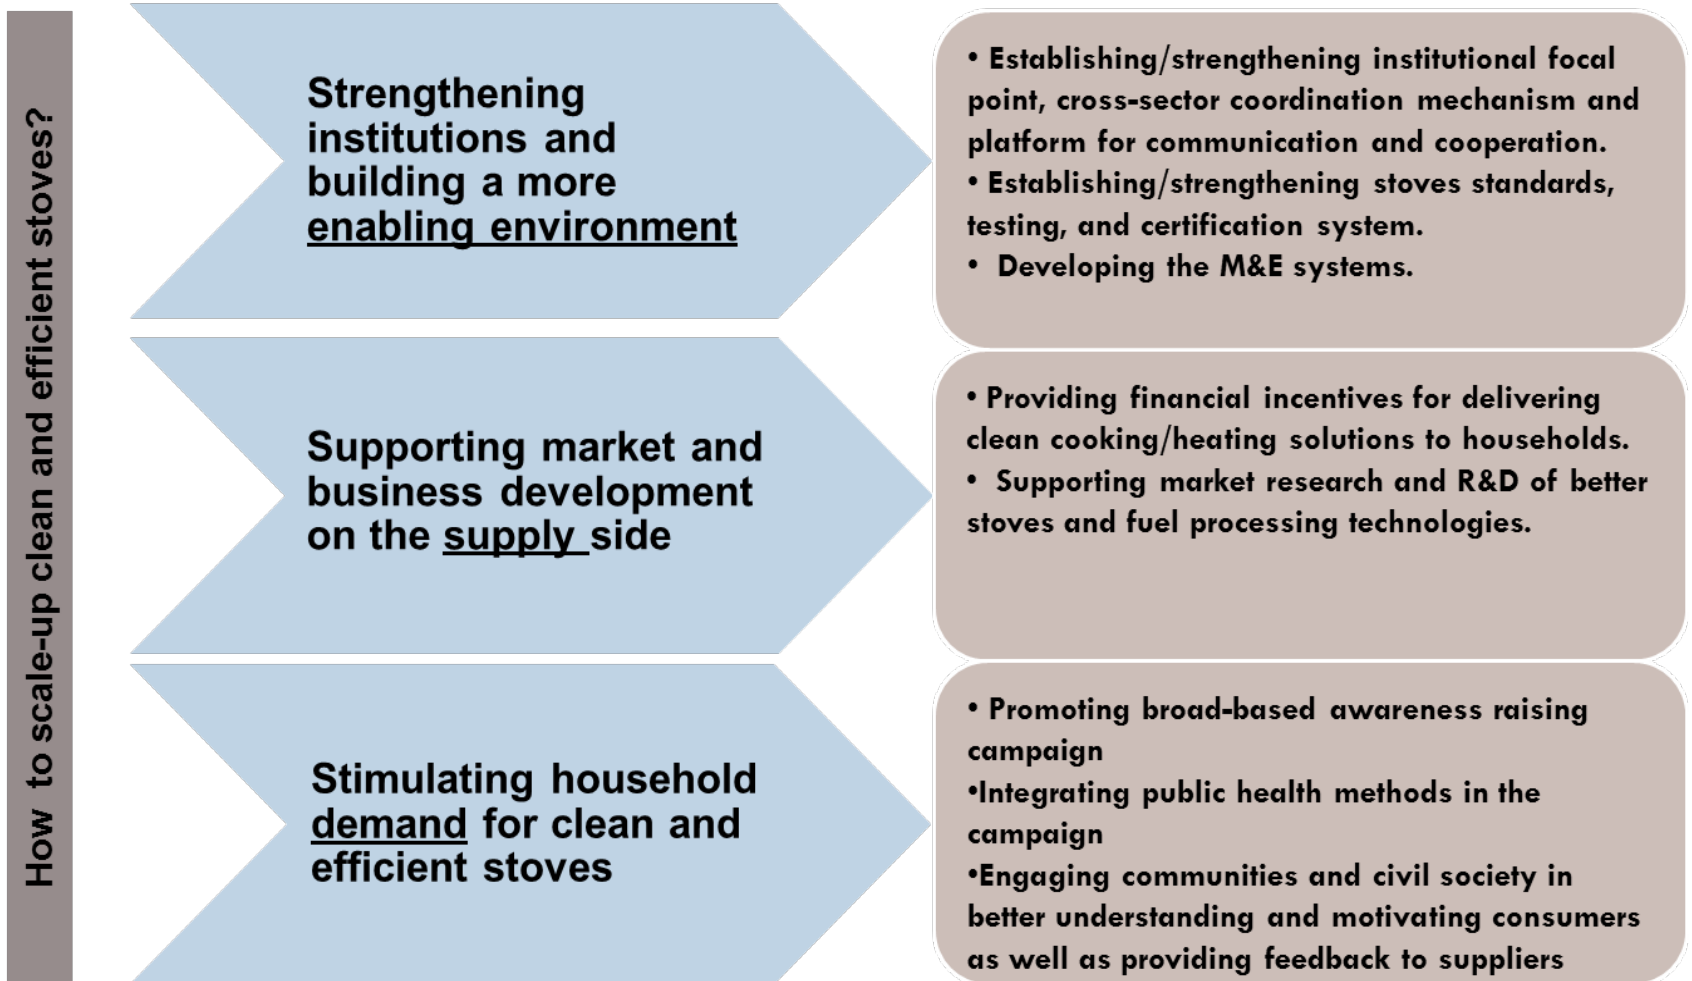 How to scale-up clean and efficient stoves?
Strengthening
institutions and
building a more
enabling environment
• Establishing/strengthening institutional focal
point, cross-sector coordination mechanism and
platform for communication and cooperation.
• Establishing/strengthening stoves standards,
testing, and certification system.
• Developing the M&E systems.
Supporting market and
business development
on the supply side
• Providing financial incentives for delivering
clean cooking/heating solutions to households.
• Supporting market research and R&D of better
stoves and fuel processing technologies.
Stimulating household
demand for clean and
efficient stoves
• Promoting broad-based awareness raising
campaign
•Integrating public health methods in the
campaign
•Engaging communities and civil society in
better understanding and motivating consumers
as well as providing feedback to suppliers